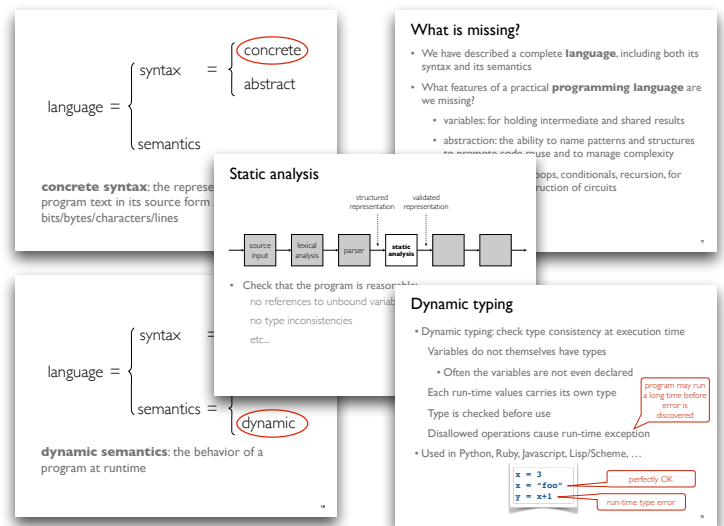 language =
syntax
=
concrete
abstract
semantics
concrete syntax: the
program text in its source form
bits/bytes/characters/lines
What is missing?
• We have described a complete language, including both its
syntax and its semantics
• What features of a practical programming language are
we missing?
• variables: for holding intermediate and shared results
• abstraction: the ability to name patterns and structures
to promote code reuse and to manage complexity
loops, conditionals, recursion, for
of circuits
Static analysis
structured
representation
validated
representation
source
input
lexical
analysis
parser
static
analysis
• Check that the program is reasonable:
no references to unbound
no type inconsistencies
etc...
language =
syntax
=
semantics =
dynamic
dynamic semantics: the behavior of a
program at runtime
18
Dynamic typing
• Dynamic typing: check type consistency at execution time
Variables do not themselves have types
• Often the variables are not even declared
Each run-time values carries its own type
Type is checked before use
Disallowed operations cause run-time exception
program may run
a long time before
error is
discovered
• Used in Python, Ruby, Javascript, Lisp/Scheme, …
x = 3
x = "foo"
y = x+1
perfectly OK
run-time type error